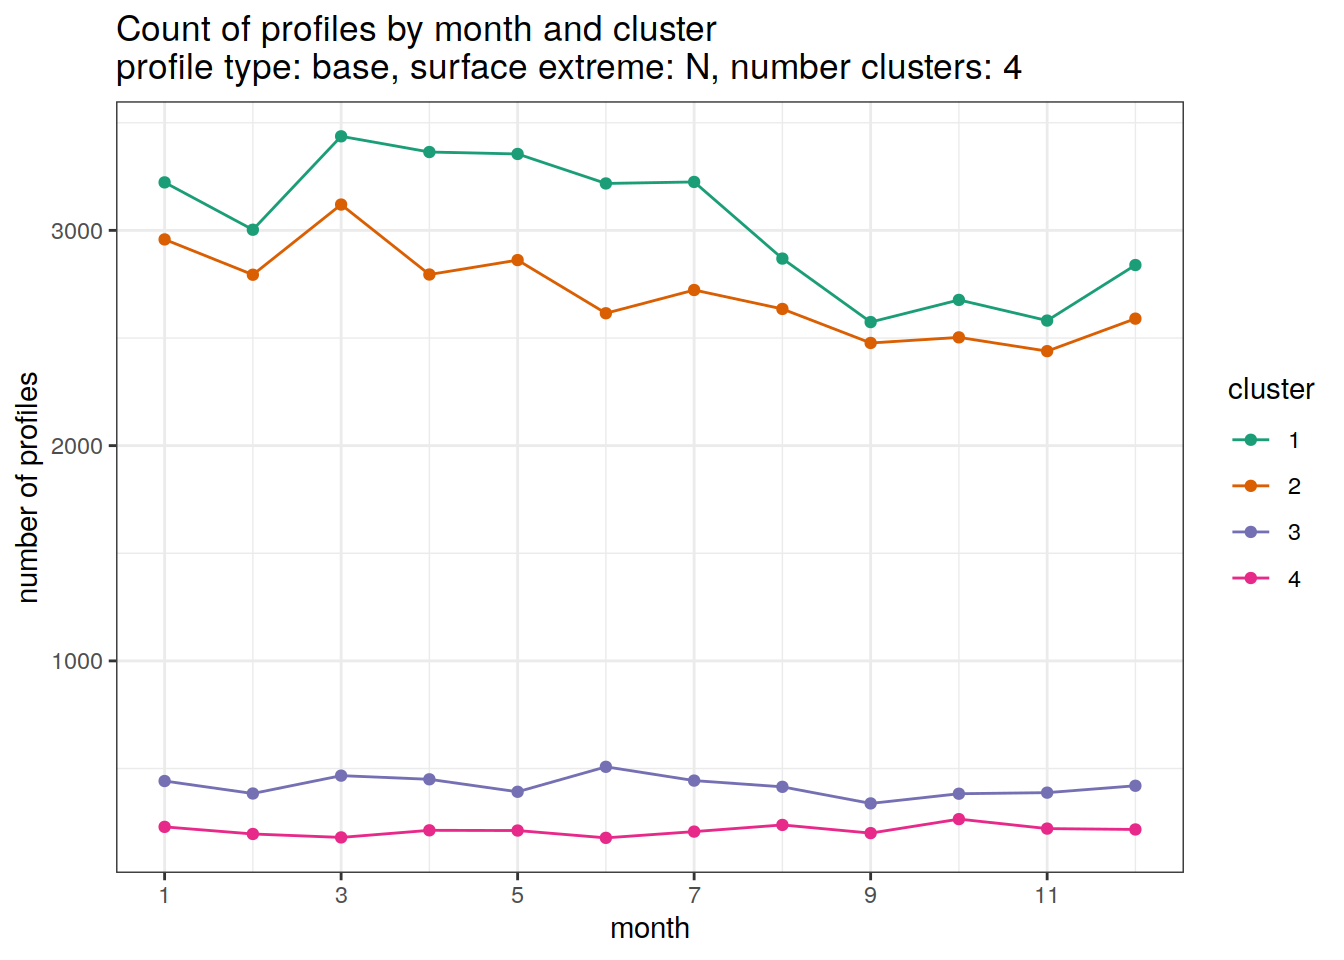 Count of profiles by month and cluster
profile type: base, surface extreme: N, number clusters: 4
3000
2000
1000
number of profiles
1 3 5 7 9 11
month
cluster
1
2
3
4